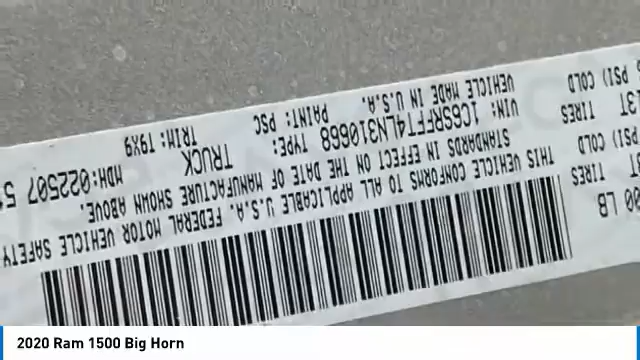 00 LB
TIRES
PSI) COLD
13T TIRES
PSI) COLD
THIS VEHICLE CONFORMS TO ALL APPLICABLE U.S.A. FEDERAL MOTOR VEHICLE SAFETY
STANDARDS IN EFFECT ON THE DATE OF MANUFACTURE SHOWN ABOVE.
VIN: 1C6SRFFT4LN310668 TYPE: TRUCK MDH: 022507
VEHICLE MADE IN U.S.A. PAINT: PSC TRIM: T9X9
2020 Ram 1500 Big Horn